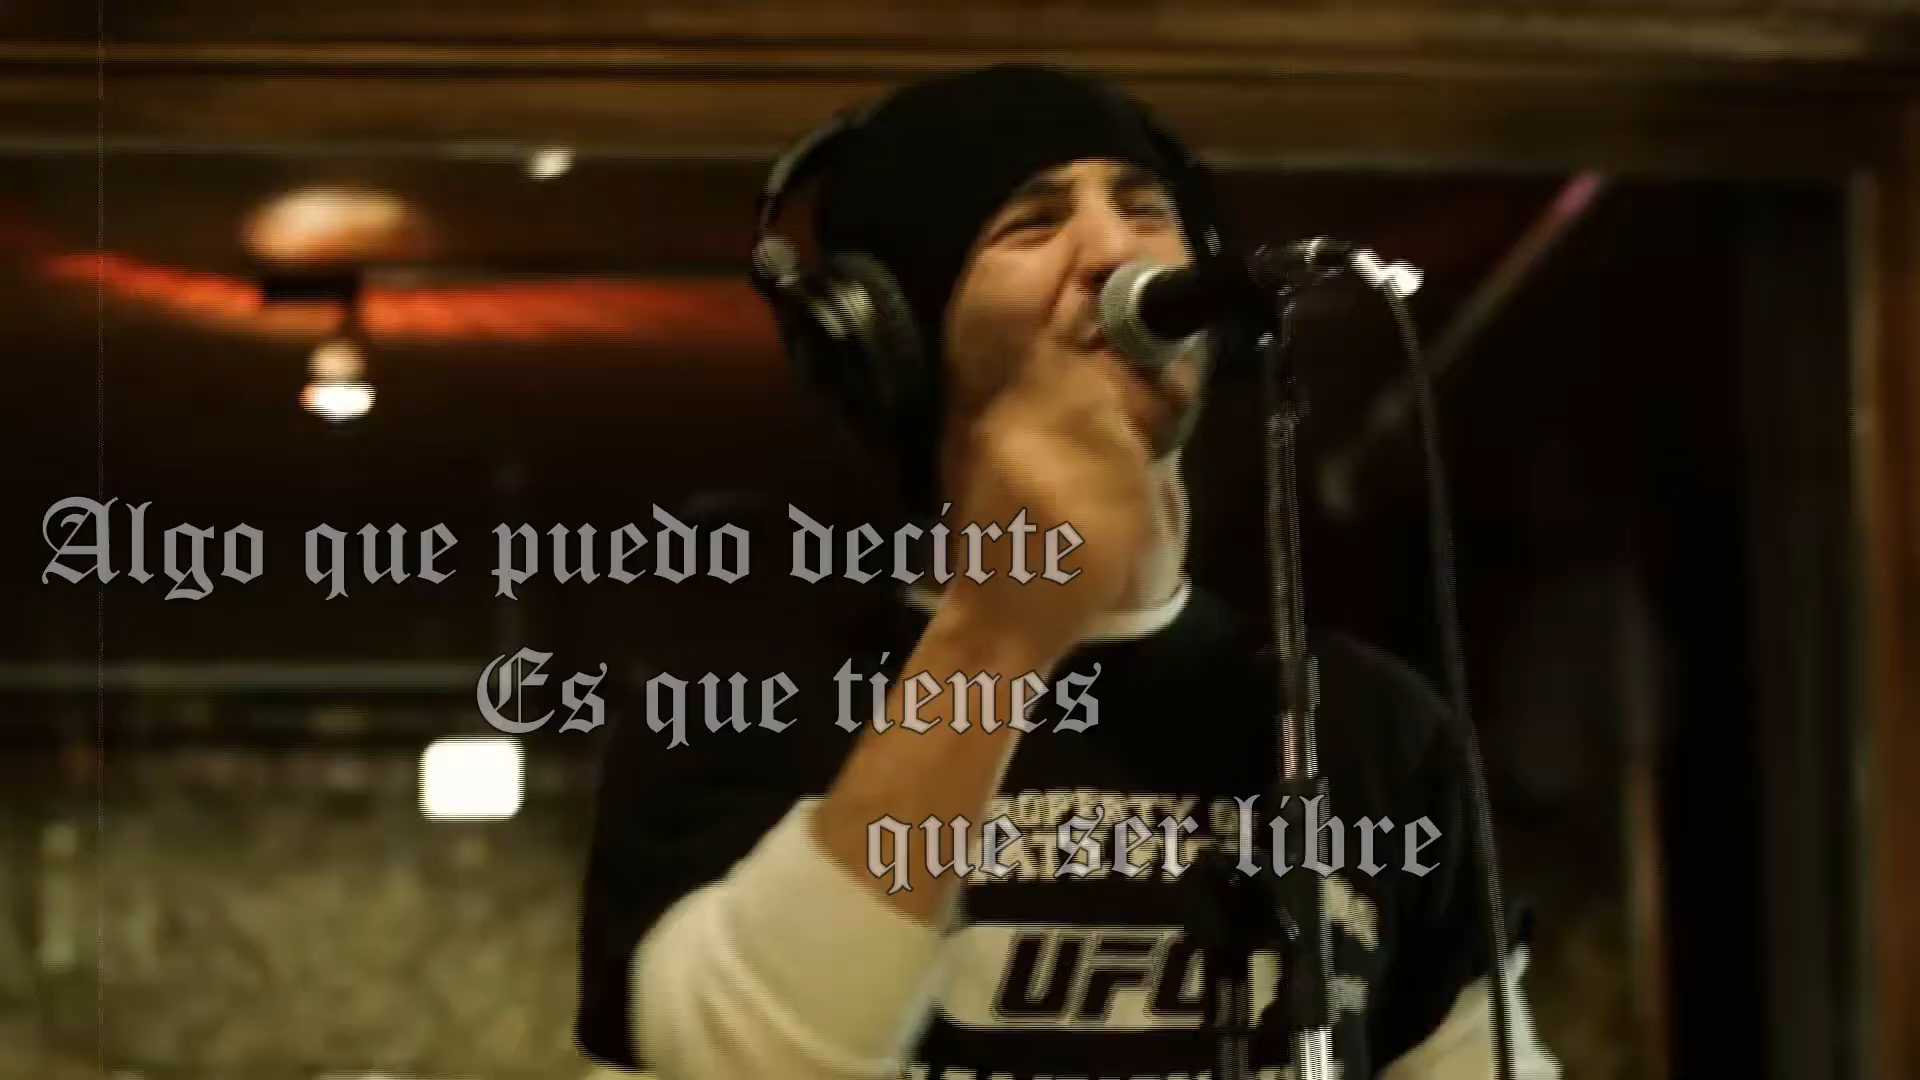 Algo que puedo decirte
Es que tienes
que ser libre
UFC